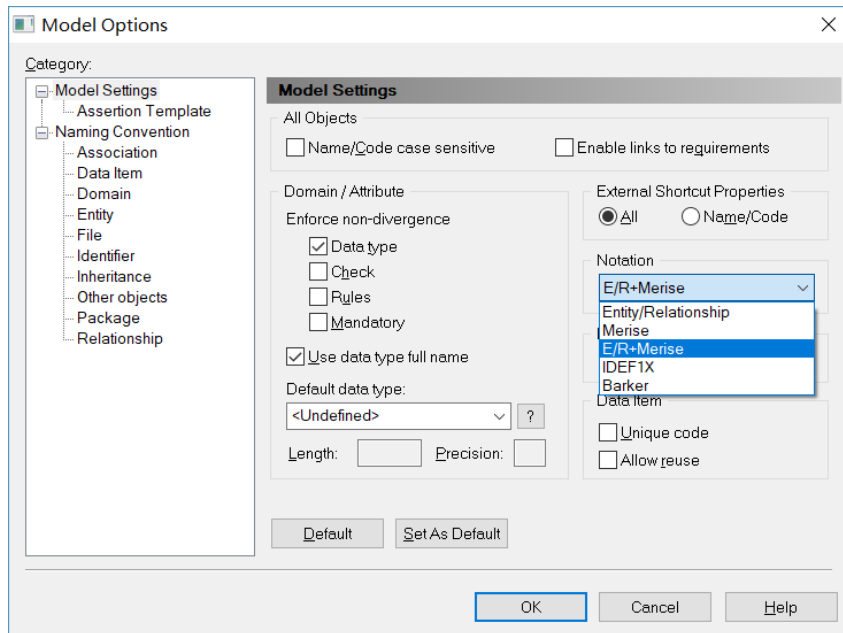 Model Options
Category:
Model Settings
Assertion Template
Naming Convention
Association
Data Item
Domain
Entity
File
Identifier
Inheritance
Other objects
Package
Relationship
Model Settings
All Objects
Name/Code case sensitive
Enable links to requirements
Domain / Attribute
Enforce non-divergence
Data type
Check
Rules
Mandatory
Use data type full name
Default data type:
<Undefined>
?
Length:
Precision:
External Shortcut Properties
All
Name/Code
Notation
E/R+Merise
Entity/Relationship
Merise
E/R+Merise
IDEF1X
Barker
Data Item
Unique code
Allow reuse
Default
Set As Default
OK
Cancel
Help